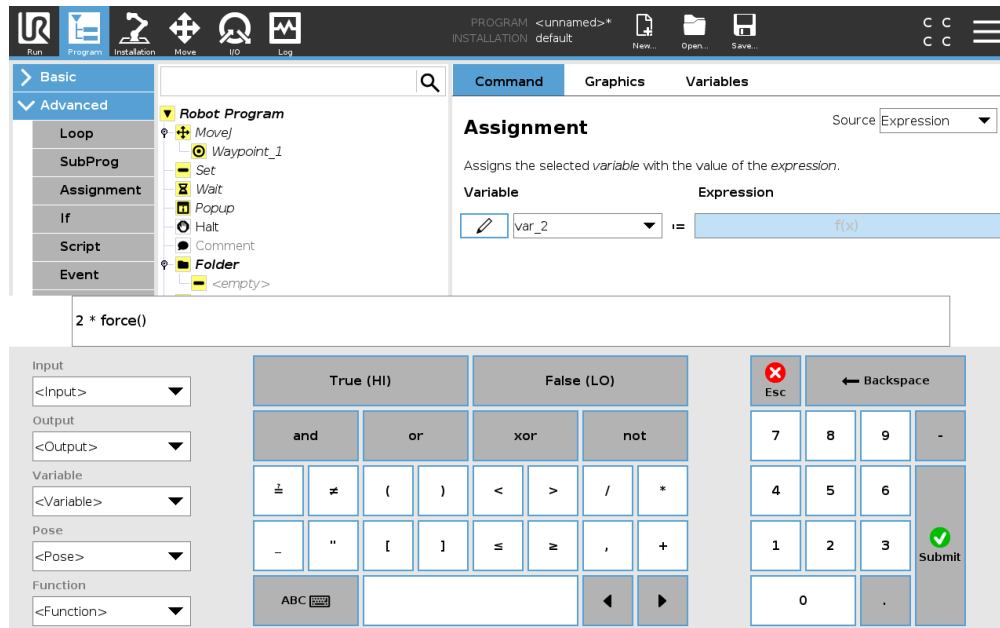 UR
PROGRAM <unnamed>*
INSTALLATION default
C C
C C
Run Program Installation Move I/O Log New... Open... Save...
Basic
Advanced
Loop
SubProg
Assignment
If
Script
Event
Robot Program
MoveJ
Waypoint_1
Set
Wait
Popup
Halt
Comment
Folder
<empty>
Command Graphics Variables
Assignment
Source Expression
Assigns the selected variable with the value of the expression.
Variable Expression
var_2 := f(x)
2 * force()
Input
<Input>
Output
<Output>
Variable
<Variable>
Pose
<Pose>
Function
<Function>
True (HI) False (LO) Esc Backspace
and or xor not 7 8 9 -
≟ ≠ ( ) < > / * 4 5 6
_ " [ ] ≤ ≥ , + 1 2 3 Submit
ABC 0 .